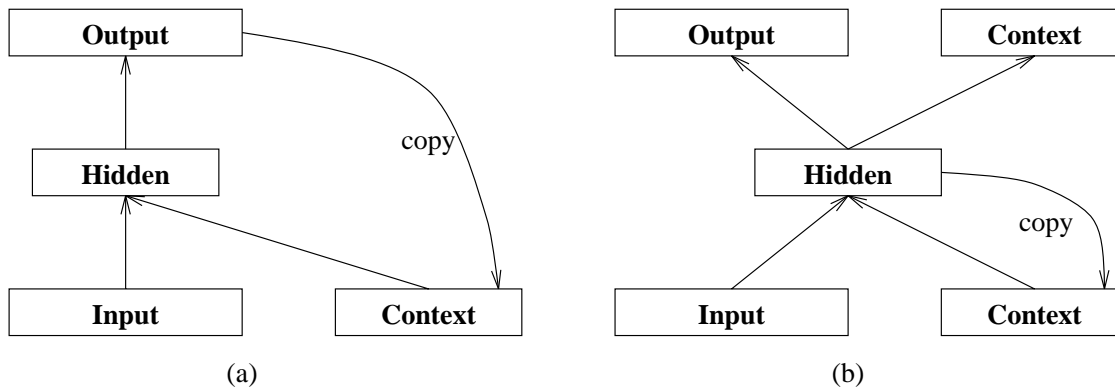 Output
copy
Hidden
Input
Context
(a)
Output
Context
Hidden
copy
Input
Context
(b)